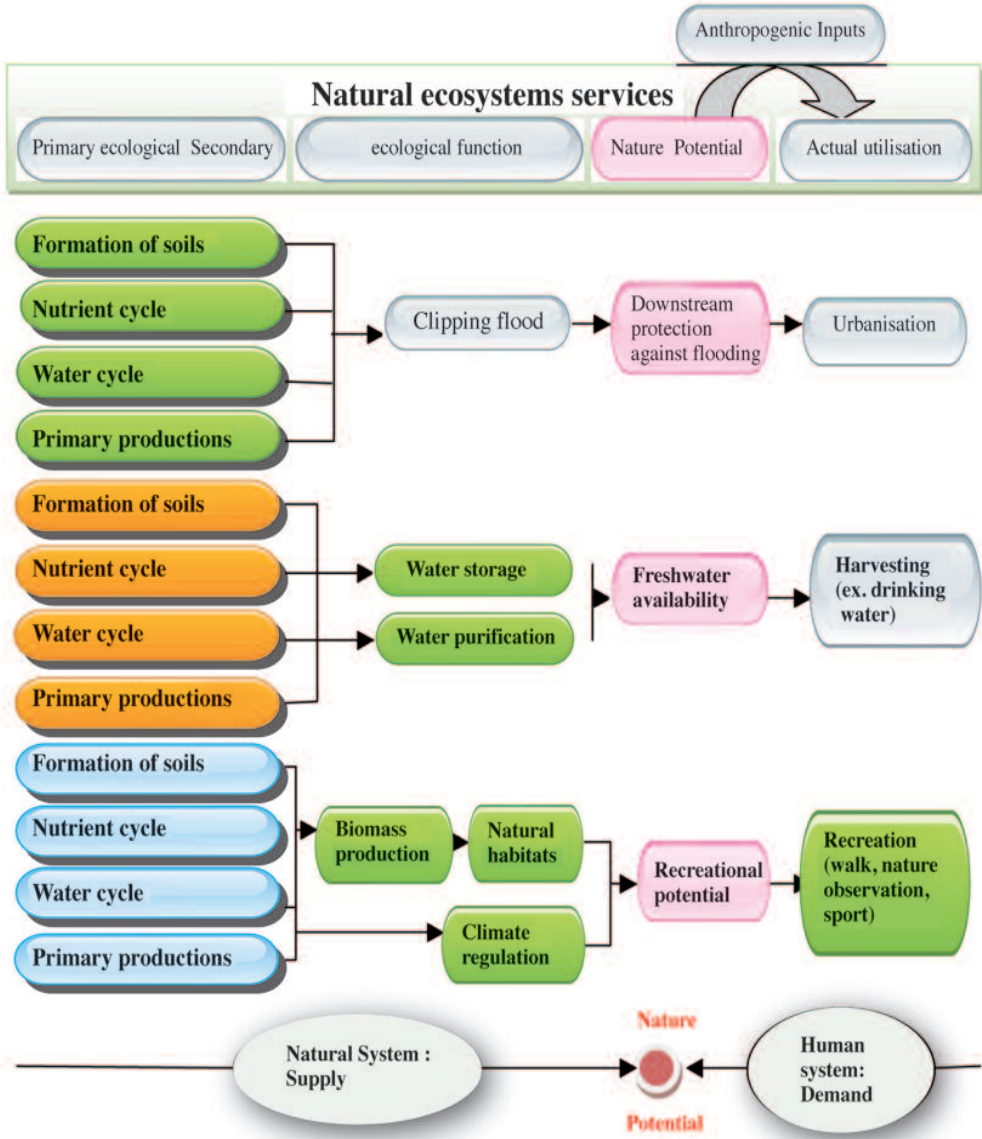 Anthropogenic Inputs
Natural ecosystems services
Primary ecological Secondary
ecological function
Nature Potential
Actual utilisation
Formation of soils
Nutrient cycle
Water cycle
Primary productions
Clipping flood
Downstream
protection
against flooding
Urbanisation
Formation of soils
Nutrient cycle
Water cycle
Primary productions
Water storage
Water purification
Freshwater
availability
Harvesting
(ex. drinking
water)
Formation of soils
Nutrient cycle
Water cycle
Primary productions
Biomass
production
Natural
habitats
Climate
regulation
Recreational
potential
Recreation
(walk, nature
observation,
sport)
Natural System :
Supply
Nature
Potential
Human
system:
Demand